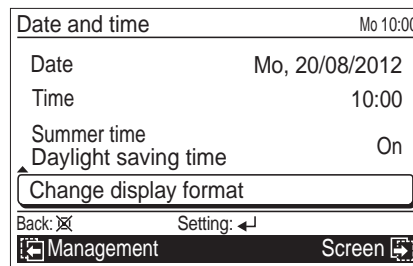 Date and time Mo 10:00
Date Mo, 20/08/2012
Time 10:00
Summer time
Daylight saving time On
Change display format
Back: Setting:
Management Screen